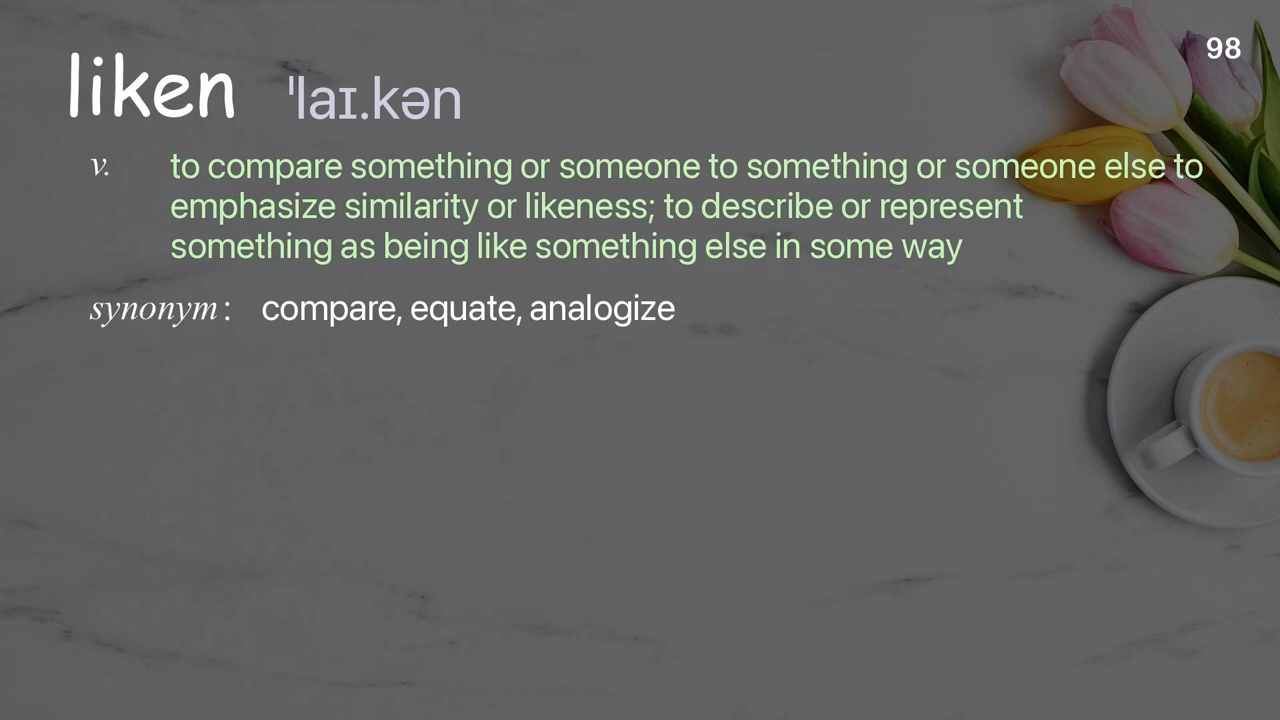 98
liken ˈlaɪ.kən
v. to compare something or someone to something or someone else to
emphasize similarity or likeness; to describe or represent
something as being like something else in some way
synonym: compare, equate, analogize